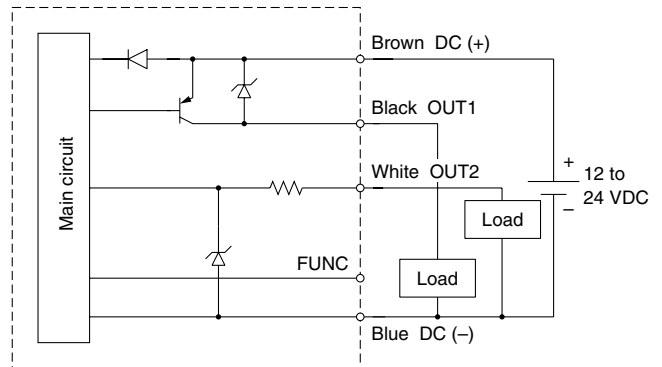 Main circuit
Brown DC (+)
Black OUT1
White OUT2
FUNC
Blue DC (–)
Load
Load
+
12 to
24 VDC
–